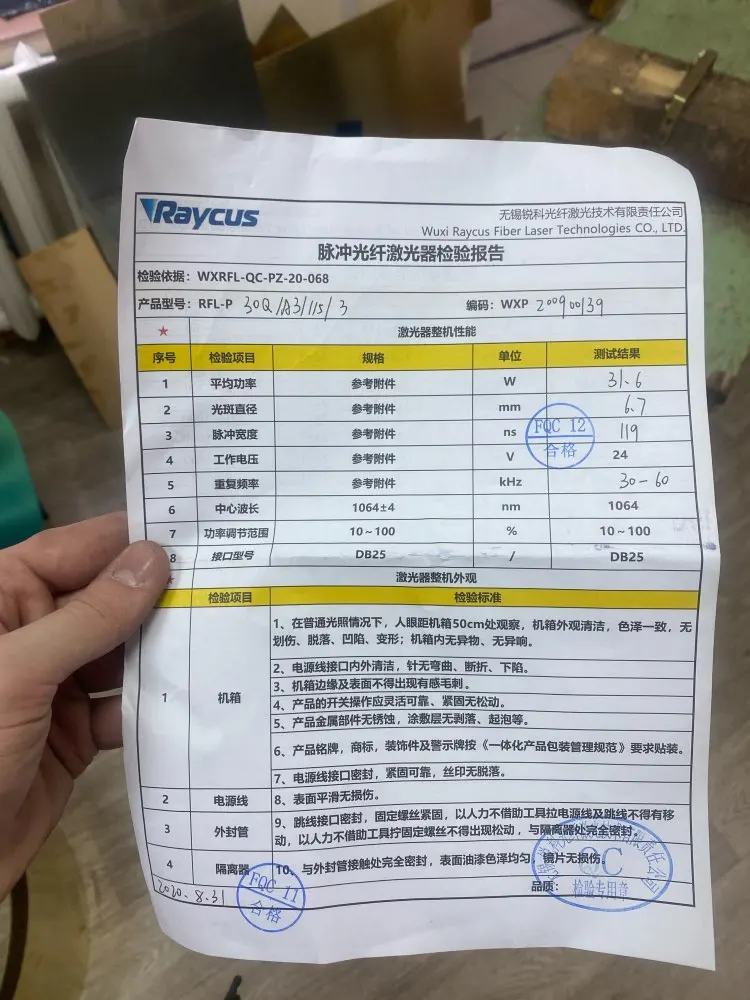 Raycus
无锡锐科光纤激光技术有限责任公司
Wuxi Raycus Fiber Laser Technologies CO., LTD.
脉冲光纤激光器检验报告
检验依据：WXRFL-QC-PZ-20-068
产品型号：RFL-P 30Q/A3/115/3 编码：WXP 200900139
★ 激光器整机性能
序号 检验项目 规格 单位 测试结果
1 平均功率 参考附件 W 31.6
2 光斑直径 参考附件 mm 6.7
3 脉冲宽度 参考附件 ns 119
4 工作电压 参考附件 V 24
5 重复频率 参考附件 kHz 30-60
6 中心波长 1064±4 nm 1064
7 功率调节范围 10～100 % 10～100
8 接口型号 DB25 / DB25
FQC 12
合格
★ 激光器整机外观
检验项目 检验标准
1 机箱
1、在普通光照情况下，人眼距机箱50cm处观察，机箱外观清洁，色泽一致，无
划伤、脱落、凹陷、变形；机箱内无异物、无异响。
2、电源线接口内外清洁，针无弯曲、断折、下陷。
3、机箱边缘及表面不得出现有感毛刺。
4、产品的开关操作应灵活可靠、紧固无松动。
5、产品金属部件无锈蚀，涂敷层无剥落、起泡等。
6、产品铭牌，商标，装饰件及警示牌按《一体化产品包装管理规范》要求贴装。
7、电源线接口密封，紧固可靠，丝印无脱落。
2 电源线 8、表面平滑无损伤。
3 外封管 9、跳线接口密封，固定螺丝紧固，以人力不借助工具拉电源线及跳线不得有移
动，以人力不借助工具拧固定螺丝不得出现松动，与隔离器处完全密封。
4 隔离器 10、与外封管接触处完全密封，表面油漆色泽均匀，镜片无损伤。
2020.8.31
FQC 11
合格
品质：
QC
检验专用章